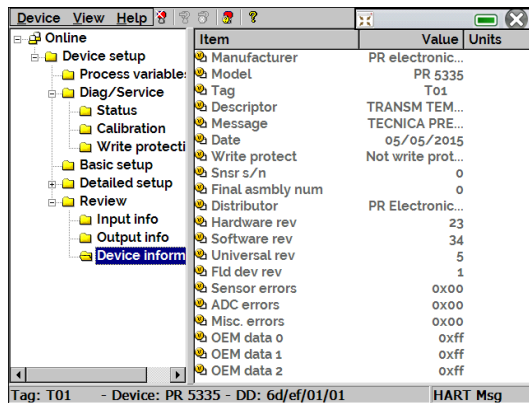 Device View Help
Online
Device setup
Process variable
Diag/Service
Status
Calibration
Write protecti
Basic setup
Detailed setup
Review
Input info
Output info
Device inform
Item Value Units
Manufacturer PR electronic...
Model PR 5335
Tag T01
Descriptor TRANSM TEM...
Message TECNICA PRE...
Date 05/05/2015
Write protect Not write prot...
Snsr s/n 0
Final asmbly num 0
Distributor PR Electronic...
Hardware rev 23
Software rev 34
Universal rev 5
Fld dev rev 1
Sensor errors 0x00
ADC errors 0x00
Misc. errors 0x00
OEM data 0 0xff
OEM data 1 0xff
OEM data 2 0xff
Tag: T01 - Device: PR 5335 - DD: 6d/ef/01/01 HART Msg